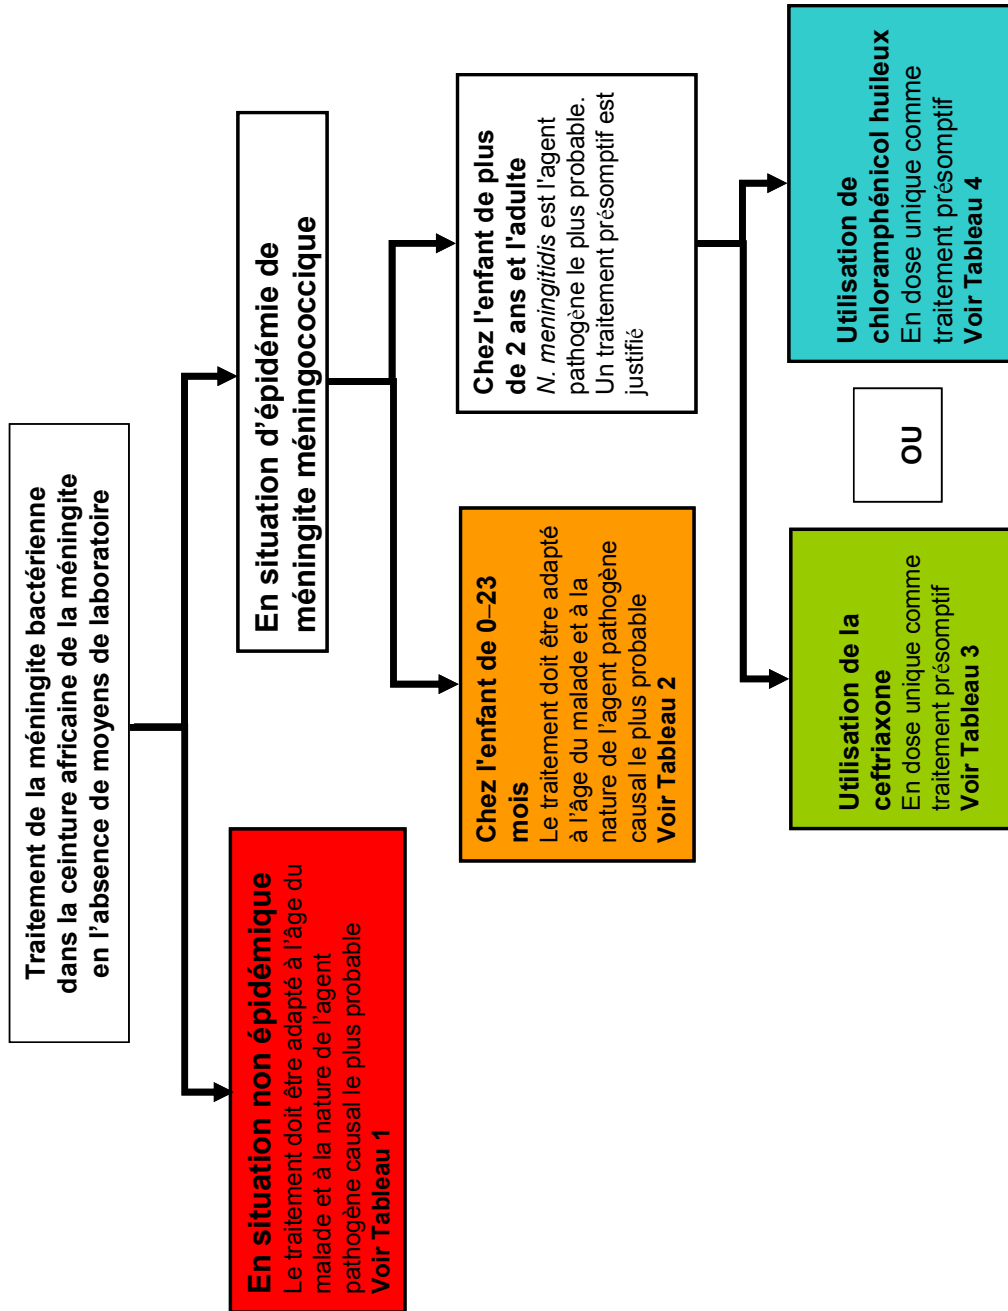 Traitement de la méningite bactérienne
dans la ceinture africaine de la méningite
en l'absence de moyens de laboratoire
En situation non épidémique
Le traitement doit être adapté à l'âge du
malade et à la nature de l'agent
pathogène causal le plus probable
Voir Tableau 1
En situation d'épidémie de
méningite méningococcique
Chez l'enfant de 0–23
mois
Le traitement doit être adapté
à l'âge du malade et à la
nature de l'agent pathogène
causal le plus probable
Voir Tableau 2
Chez l'enfant de plus
de 2 ans et l'adulte
N. meningitidis est l'agent
pathogène le plus probable.
Un traitement présomptif est
justifié
Utilisation de la
ceftriaxone
En dose unique comme
traitement présomptif
Voir Tableau 3
OU
Utilisation de
chloramphénicol huileux
En dose unique comme
traitement présomptif
Voir Tableau 4